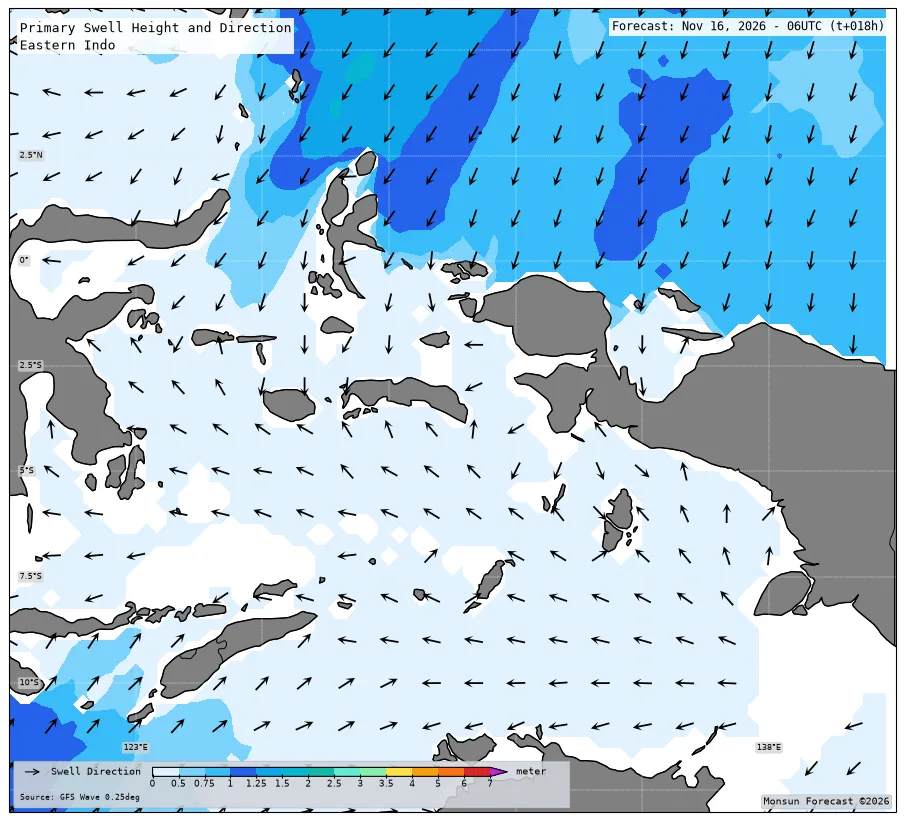 Primary Swell Height and Direction
Eastern Indo
Forecast: Nov 16, 2026 - 06UTC (t+018h)
2.5°N
0°
2.5°S
5°S
7.5°S
10°S
123°E
138°E
Swell Direction
meter
0 0.5 0.75 1 1.25 1.5 2 2.5 3 3.5 4 5 6 7
Source: GFS Wave 0.25deg
Monsun Forecast ©2026